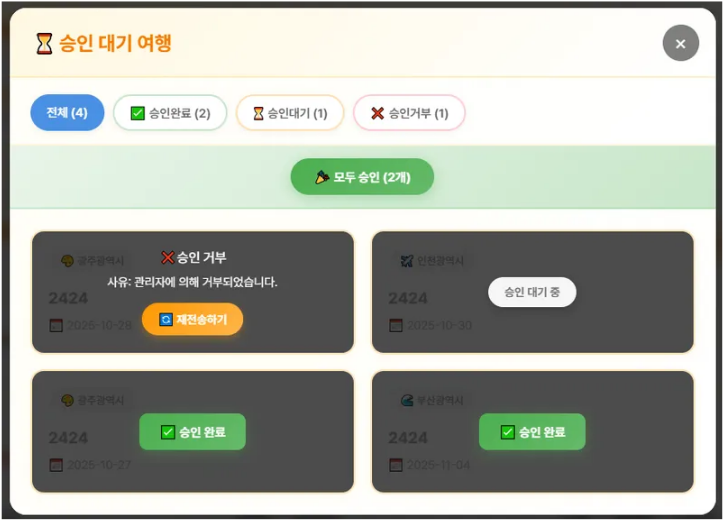 승인 대기 여행
×
전체 (4)
승인완료 (2)
승인대기 (1)
승인거부 (1)
모두 승인 (2개)
광주광역시
승인 거부
사유: 관리자에 의해 거부되었습니다.
2424
재전송하기
2025-10-28
인천광역시
승인 대기 중
2424
2025-10-30
광주광역시
승인 완료
2424
2025-10-27
부산광역시
승인 완료
2424
2025-11-04